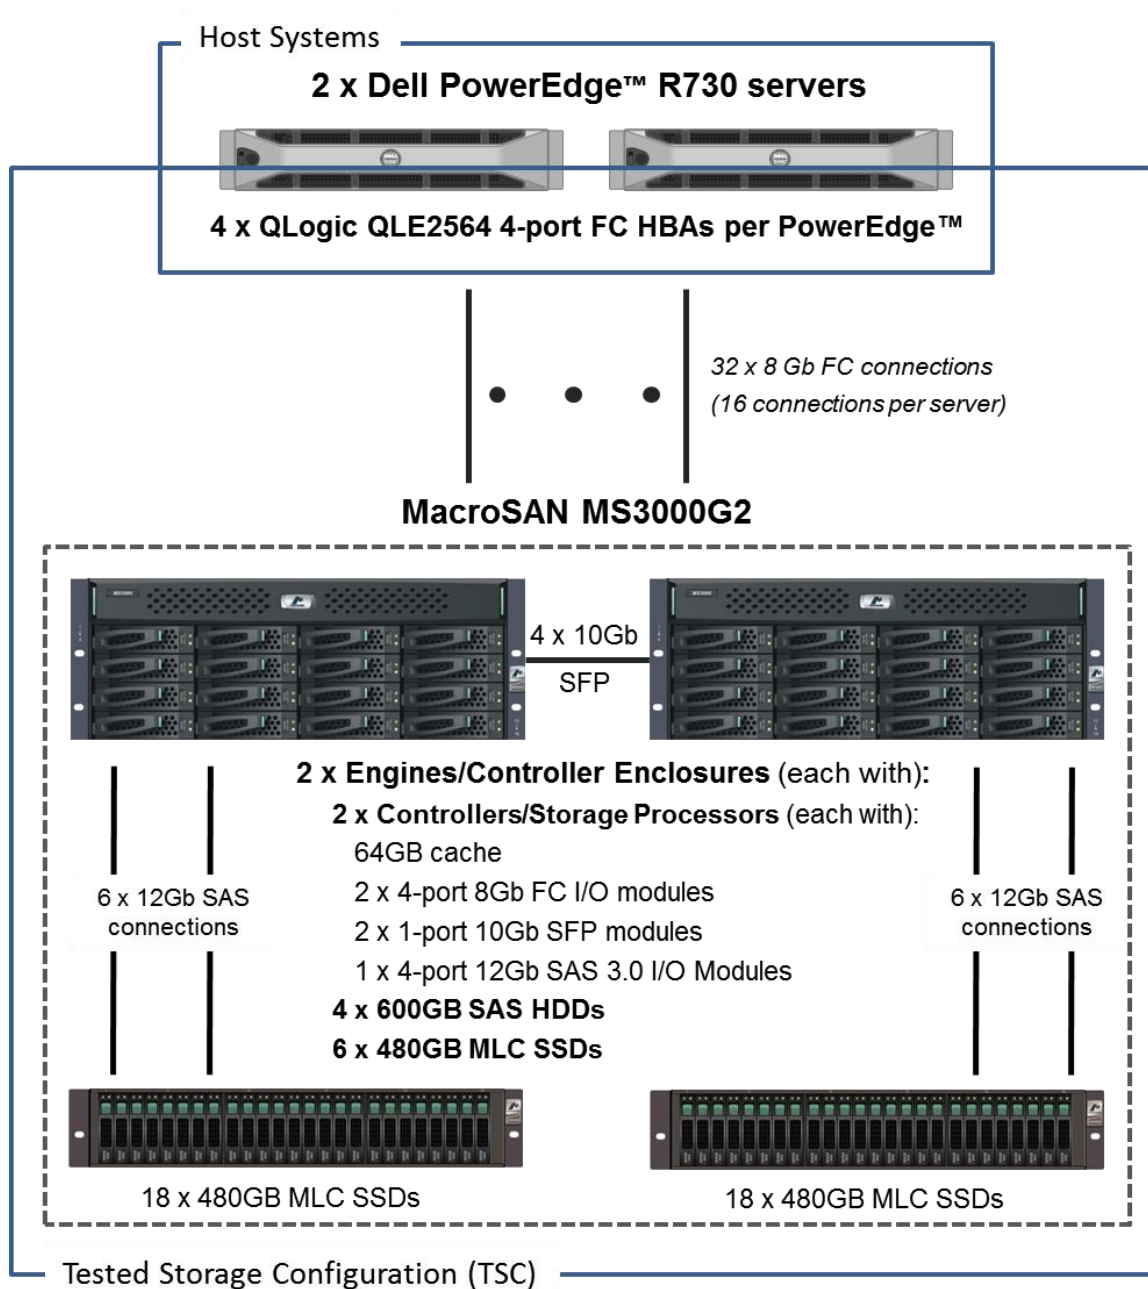 Host Systems
2 x Dell PowerEdge™ R730 servers
4 x QLogic QLE2564 4-port FC HBAs per PowerEdge™
32 x 8 Gb FC connections
(16 connections per server)
MacroSAN MS3000G2
4 x 10Gb
SFP
2 x Engines/Controller Enclosures (each with):
2 x Controllers/Storage Processors (each with):
64GB cache
2 x 4-port 8Gb FC I/O modules
2 x 1-port 10Gb SFP modules
1 x 4-port 12Gb SAS 3.0 I/O Modules
4 x 600GB SAS HDDs
6 x 480GB MLC SSDs
6 x 12Gb SAS
connections
6 x 12Gb SAS
connections
18 x 480GB MLC SSDs
18 x 480GB MLC SSDs
Tested Storage Configuration (TSC)